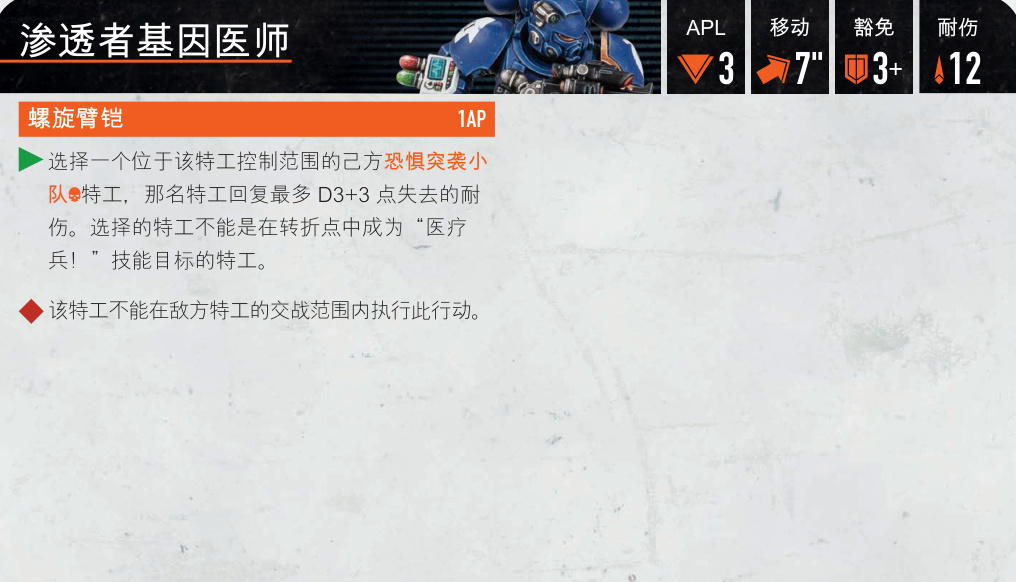 渗透者基因医师
APL
3
移动
7"
豁免
3+
耐伤
12
螺旋臂铠 1AP
选择一个位于该特工控制范围的己方恐惧突袭小
队特工，那名特工回复最多 D3+3 点失去的耐
伤。选择的特工不能是在转折点中成为“医疗
兵！”技能目标的特工。
该特工不能在敌方特工的交战范围内执行此行动。